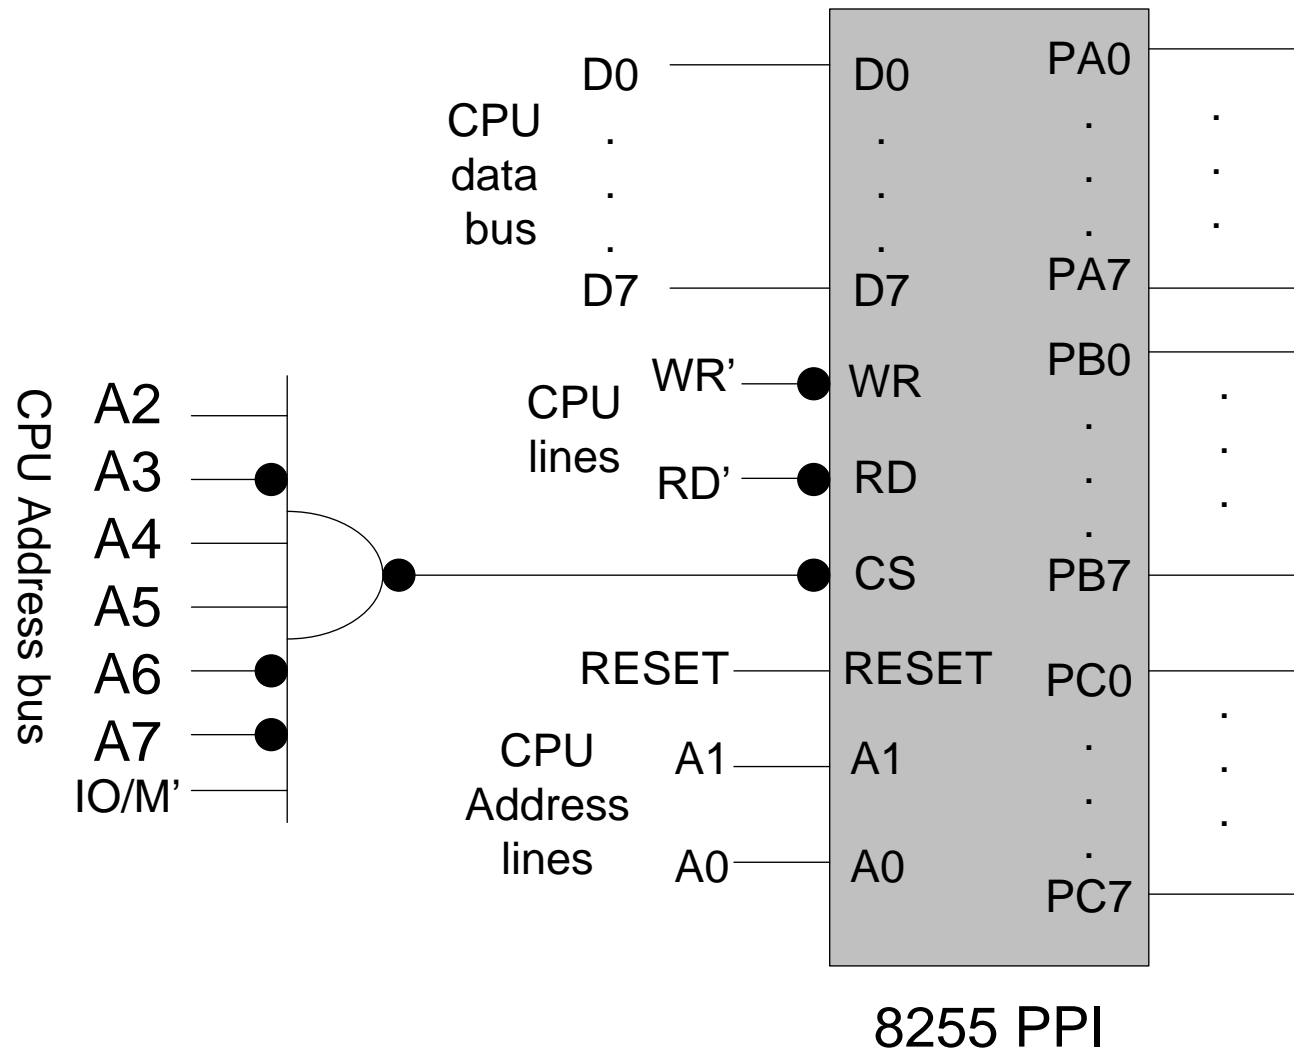 CPU Address bus
A2
A3
A4
A5
A6
A7
IO/M’
CPU
data
bus
D0
.
.
.
D7
CPU
lines
WR’
RD’
RESET
CPU
Address
lines
A1
A0
D0
.
.
.
D7
WR
RD
CS
RESET
A1
A0
PA0
.
.
.
PA7
PB0
.
.
.
PB7
PC0
.
.
.
PC7
.
.
.
.
.
.
.
.
.
8255 PPI